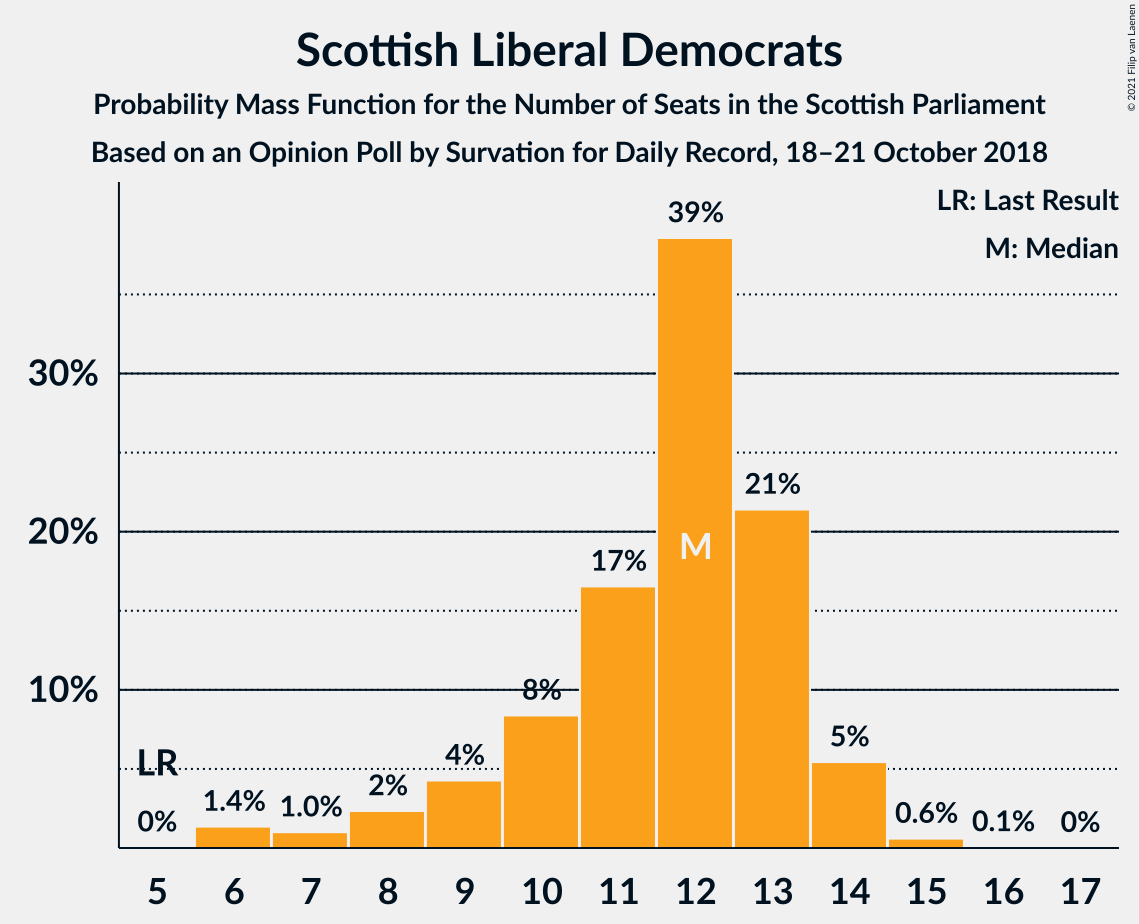 Scottish Liberal Democrats
Probability Mass Function for the Number of Seats in the Scottish Parliament
Based on an Opinion Poll by Survation for Daily Record, 18–21 October 2018
© 2021 Filip van Laenen
LR: Last Result
M: Median
30%
20%
10%
LR
0%
1.4%
1.0%
2%
4%
8%
17%
39%
M
21%
5%
0.6%
0.1%
0%
5 6 7 8 9 10 11 12 13 14 15 16 17